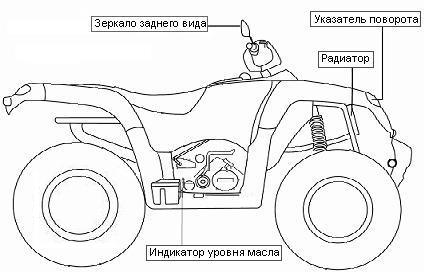 Указатель поворота
Зеркало заднего вида
Радиатор
Индикатор уровня масла